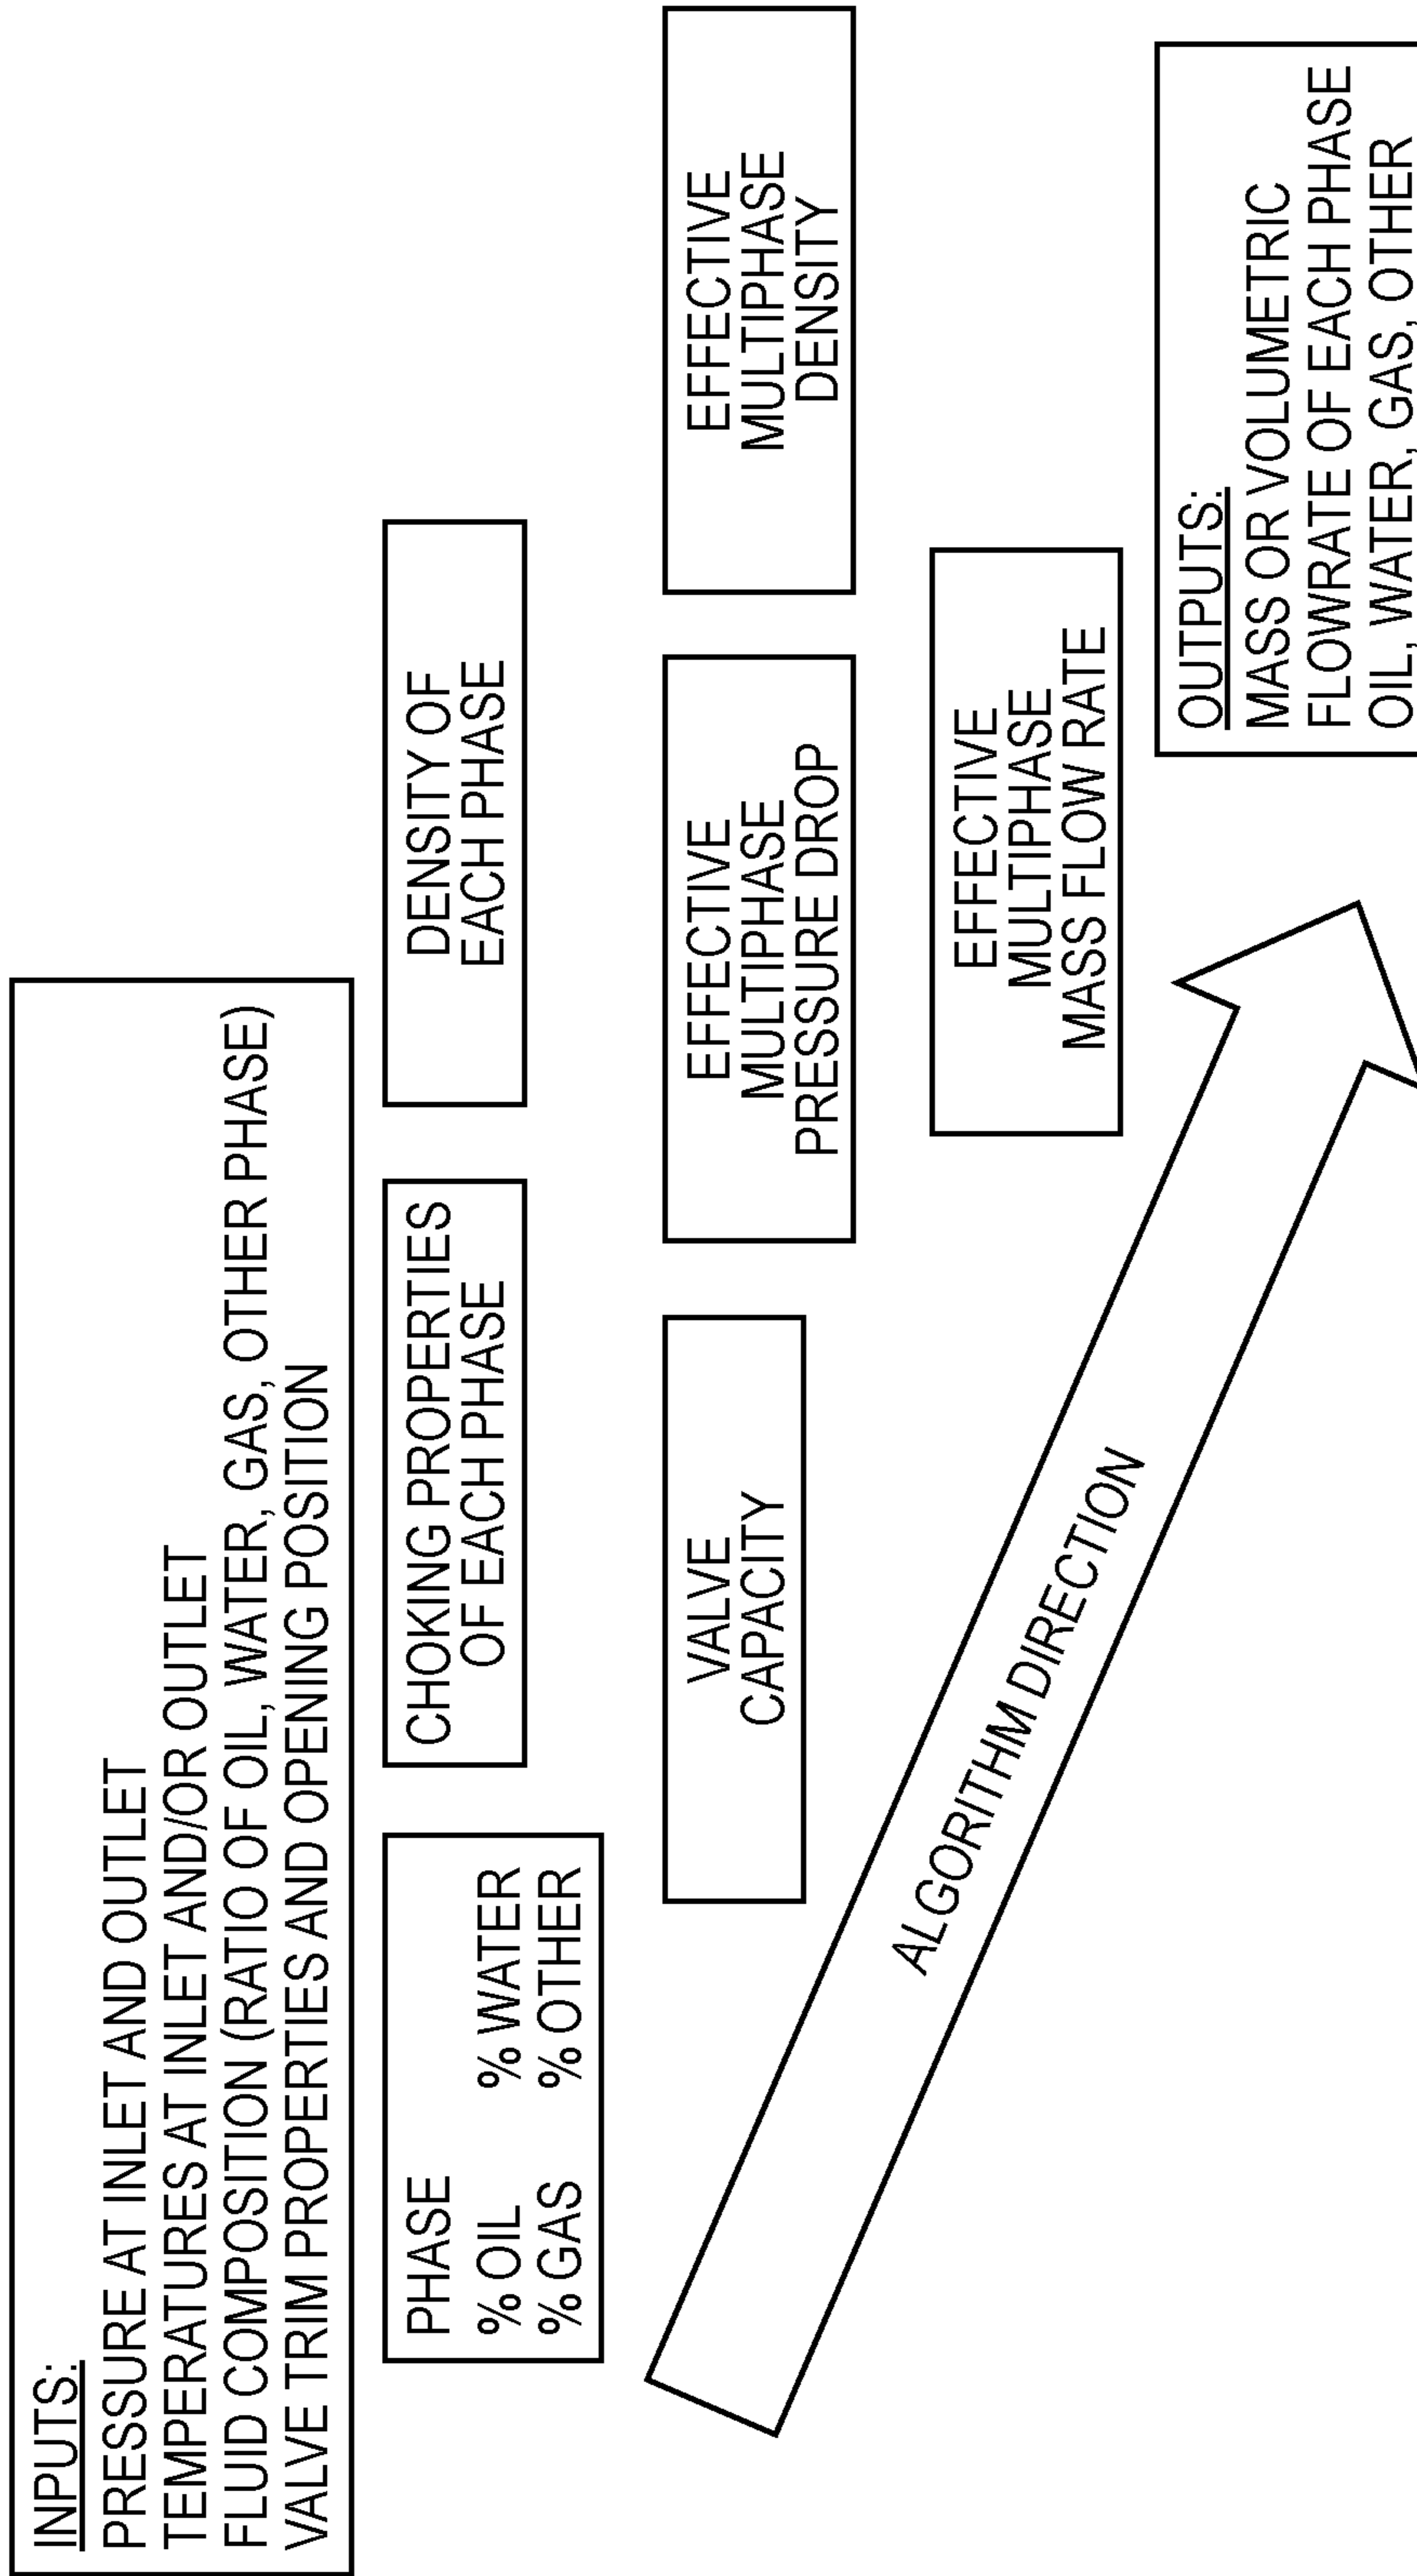 INPUTS:
PRESSURE AT INLET AND OUTLET
TEMPERATURES AT INLET AND/OR OUTLET
FLUID COMPOSITION (RATIO OF OIL, WATER, GAS, OTHER PHASE)
VALVE TRIM PROPERTIES AND OPENING POSITION
PHASE
% OIL % WATER
% GAS % OTHER
CHOKING PROPERTIES
OF EACH PHASE
DENSITY OF
EACH PHASE
VALVE
CAPACITY
EFFECTIVE
MULTIPHASE
PRESSURE DROP
EFFECTIVE
MULTIPHASE
DENSITY
EFFECTIVE
MULTIPHASE
MASS FLOW RATE
ALGORITHM DIRECTION
OUTPUTS:
MASS OR VOLUMETRIC
FLOWRATE OF EACH PHASE
OIL, WATER, GAS, OTHER